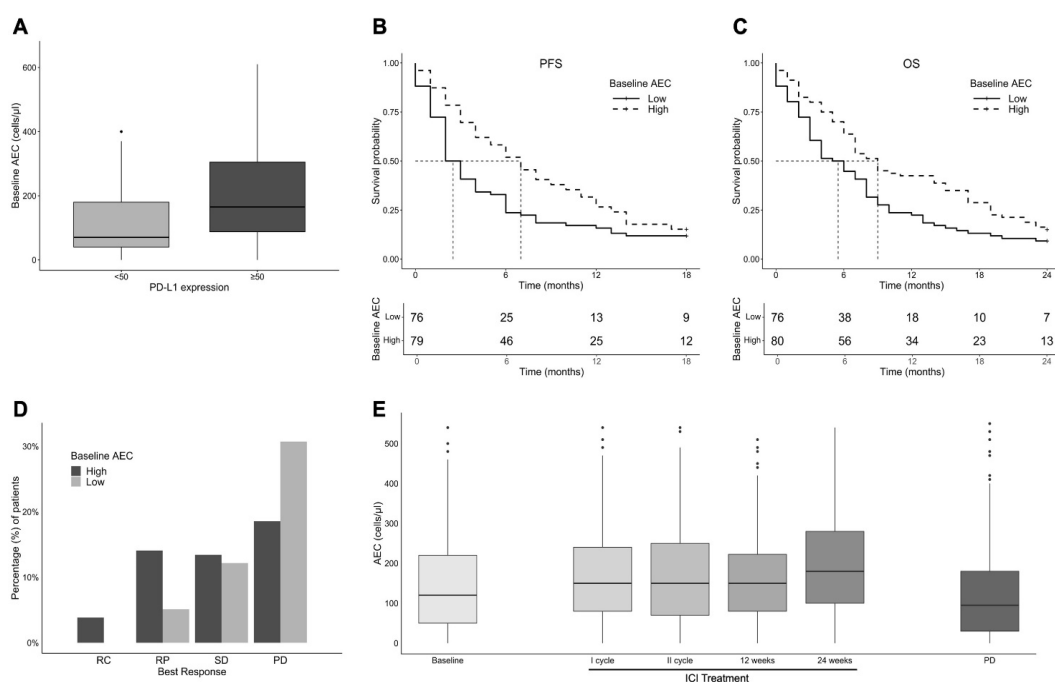 A
Baseline AEC (cells/µl)
600
400
200
0
<50
≥50
PD-L1 expression
B
PFS
Baseline AEC
Low
High
Survival probability
1.00
0.75
0.50
0.25
0.00
0
6
12
18
Time (months)
Baseline AEC
Low 76 25 13 9
High 79 46 25 12
0 6 12 18
Time (months)
C
OS
Baseline AEC
Low
High
Survival probability
1.00
0.75
0.50
0.25
0.00
0 6 12 18 24
Time (months)
Baseline AEC
Low 76 38 18 10 7
High 80 56 34 23 13
0 6 12 18 24
Time (months)
D
Percentage (%) of patients
30%
20%
10%
0%
Baseline AEC
High
Low
RC RP SD PD
Best Response
E
AEC (cells/µl)
500
400
300
200
100
0
Baseline I cycle II cycle 12 weeks 24 weeks PD
ICI Treatment